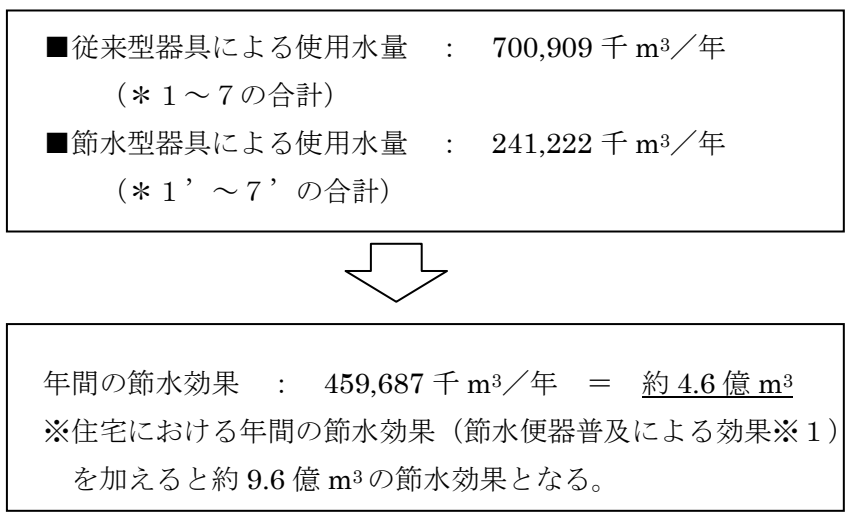 ■従来型器具による使用水量 : 700,909 千 m³/年
(*1~7の合計)
■節水型器具による使用水量 : 241,222 千 m³/年
(*1’~7’の合計)
年間の節水効果 : 459,687 千 m³/年 = 約 4.6 億 m³
※住宅における年間の節水効果(節水便器普及による効果※1)
を加えると約 9.6 億 m³の節水効果となる。